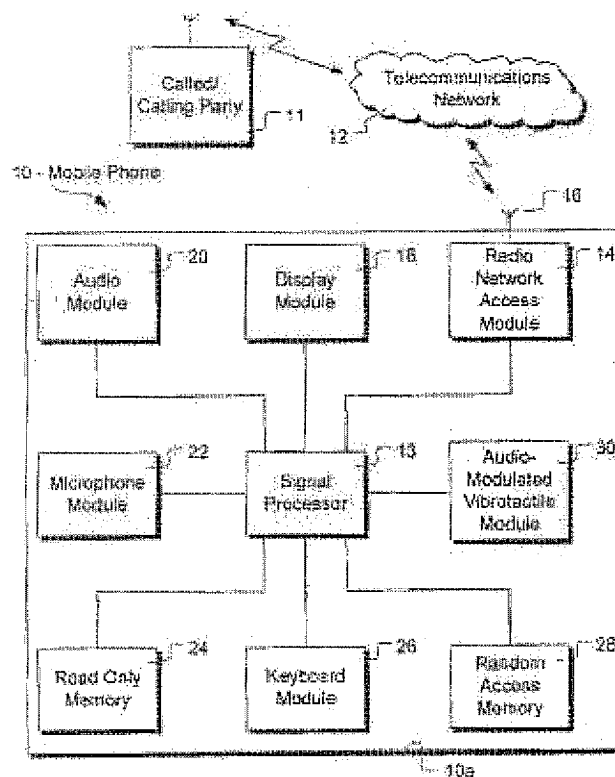 Called/
Calling Party
11
Telecommunications
Network
12
10 - Mobile Phone
16
Audio
Module
20
Display
Module
18
Radio
Network
Access
Module
14
Microphone
Module
22
Signal
Processor
13
Audio-
Modulated
Vibrotactile
Module
30
Read Only
Memory
24
Keyboard
Module
26
Random
Access
Memory
28
10a